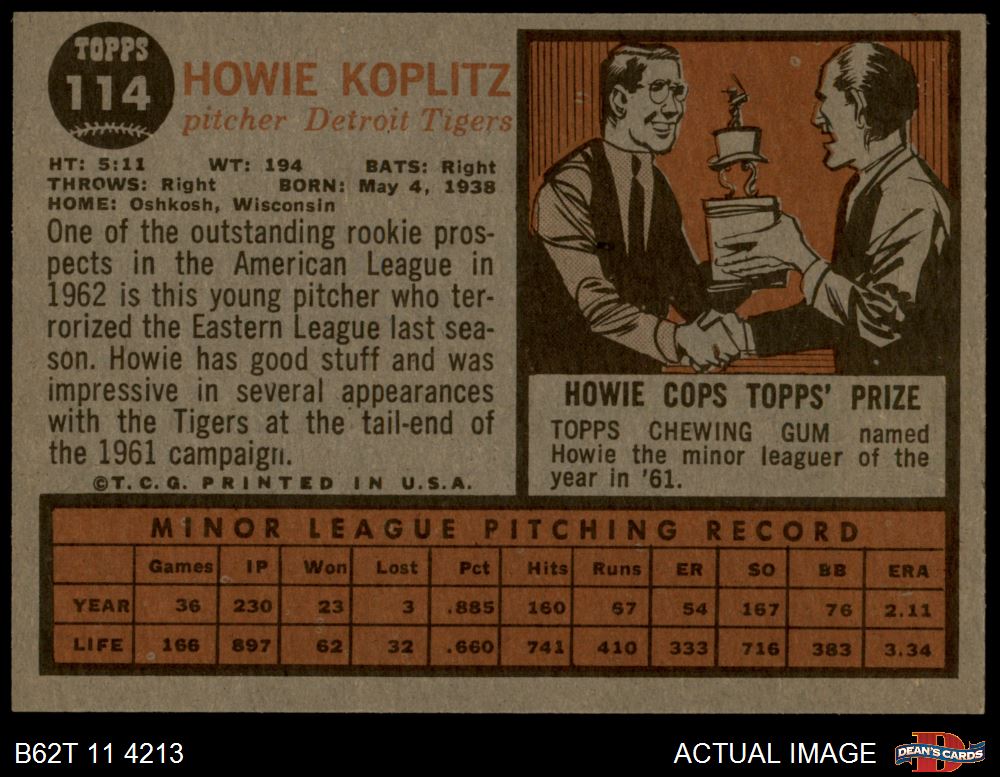 TOPPS
114
HOWIE KOPLITZ
pitcher Detroit Tigers
HT: 5:11 WT: 194 BATS: Right
THROWS: Right BORN: May 4, 1938
HOME: Oshkosh, Wisconsin
One of the outstanding rookie pros-
pects in the American League in
1962 is this young pitcher who ter-
rorized the Eastern League last sea-
son. Howie has good stuff and was
impressive in several appearances
with the Tigers at the tail-end of
the 1961 campaign.
©T.C.G. PRINTED IN U.S.A.
HOWIE COPS TOPPS' PRIZE
TOPPS CHEWING GUM named
Howie the minor leaguer of the
year in '61.
MINOR LEAGUE PITCHING RECORD
Games IP Won Lost Pct Hits Runs ER SO BB ERA
YEAR 36 230 23 3 .885 160 67 54 167 76 2.11
LIFE 166 897 62 32 .660 741 410 333 716 383 3.34
B62T 11 4213
ACTUAL IMAGE
D
DEAN'S CARDS